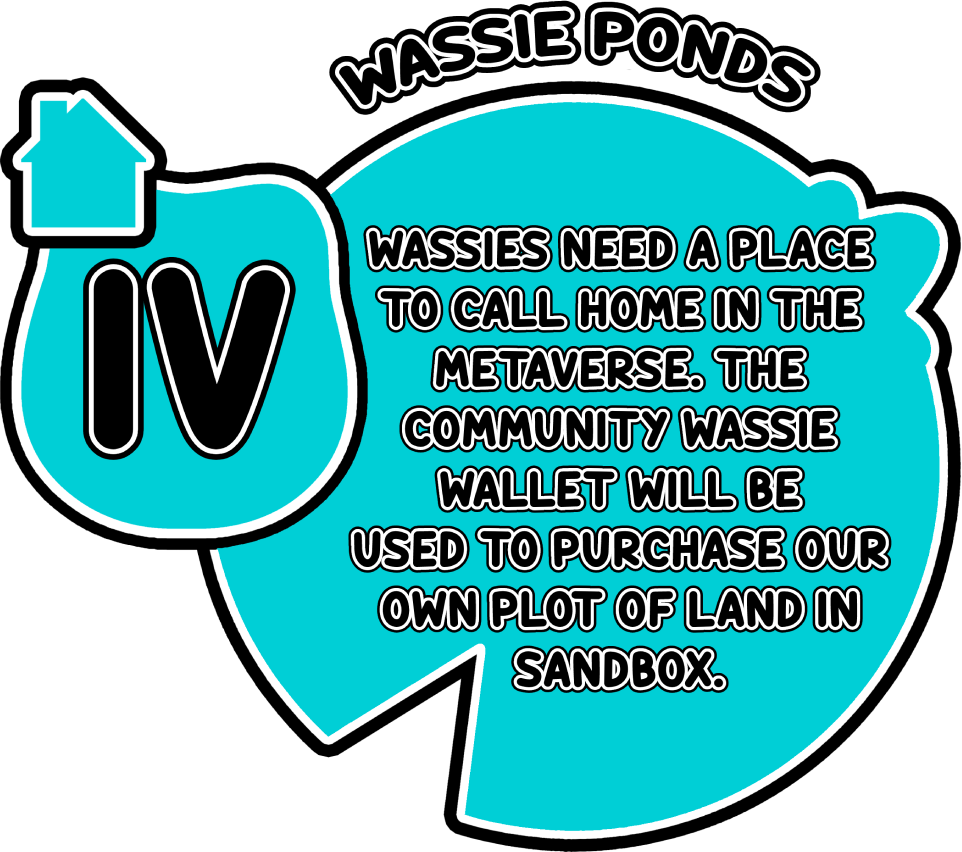 WASSIE PONDS
IV
WASSIES NEED A PLACE
TO CALL HOME IN THE
METAVERSE. THE
COMMUNITY WASSIE
WALLET WILL BE
USED TO PURCHASE OUR
OWN PLOT OF LAND IN
SANDBOX.